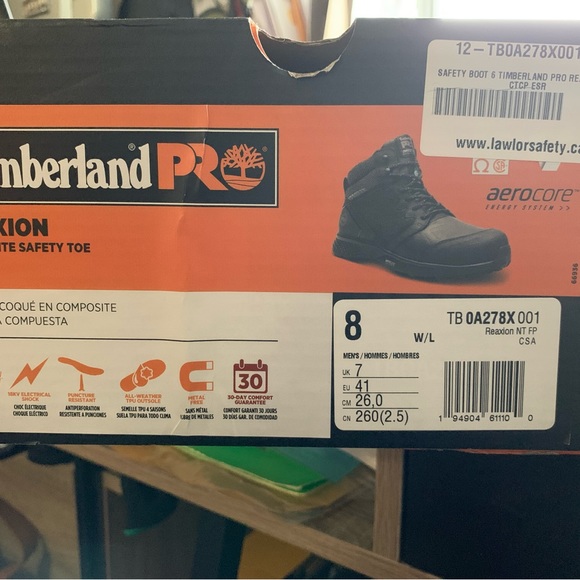 12-TB0A278X001
SAFETY BOOT 6 TIMBERLAND PRO RE
CTCP ESR
www.lawlorsafety.ca
mberland® PRO
aerocore™
ENERGY SYSTEM >>
XION
ITE SAFETY TOE
66936
COQUÉ EN COMPOSITE
A COMPUESTA
8
W/L
TB 0A278X 001
Reaxion NT FP
CSA
MEN'S / HOMMES / HOMBRES
UK 7
EU 41
CM 26,0
CN 260(2.5)
1 94904 61110 0
30
ELECTRICAL
SHOCK
CHOC ÉLECTRIQUE
CHOQUE ELÉCTRICO
PUNCTURE
RESISTANT
ANTIPERFORATION
RESISTENTE A PUNCIONES
ALL-WEATHER
TPU OUTSOLE
SEMELLE TPU 4 SAISONS
SUELA TPU PARA TODO CLIMA
METAL
FREE
SANS MÉTAL
LIBRE DE METALES
30-DAY COMFORT
GUARANTEE
CONFORT GARANTI 30 JOURS
30 DÍAS GAR. DE COMODIDAD